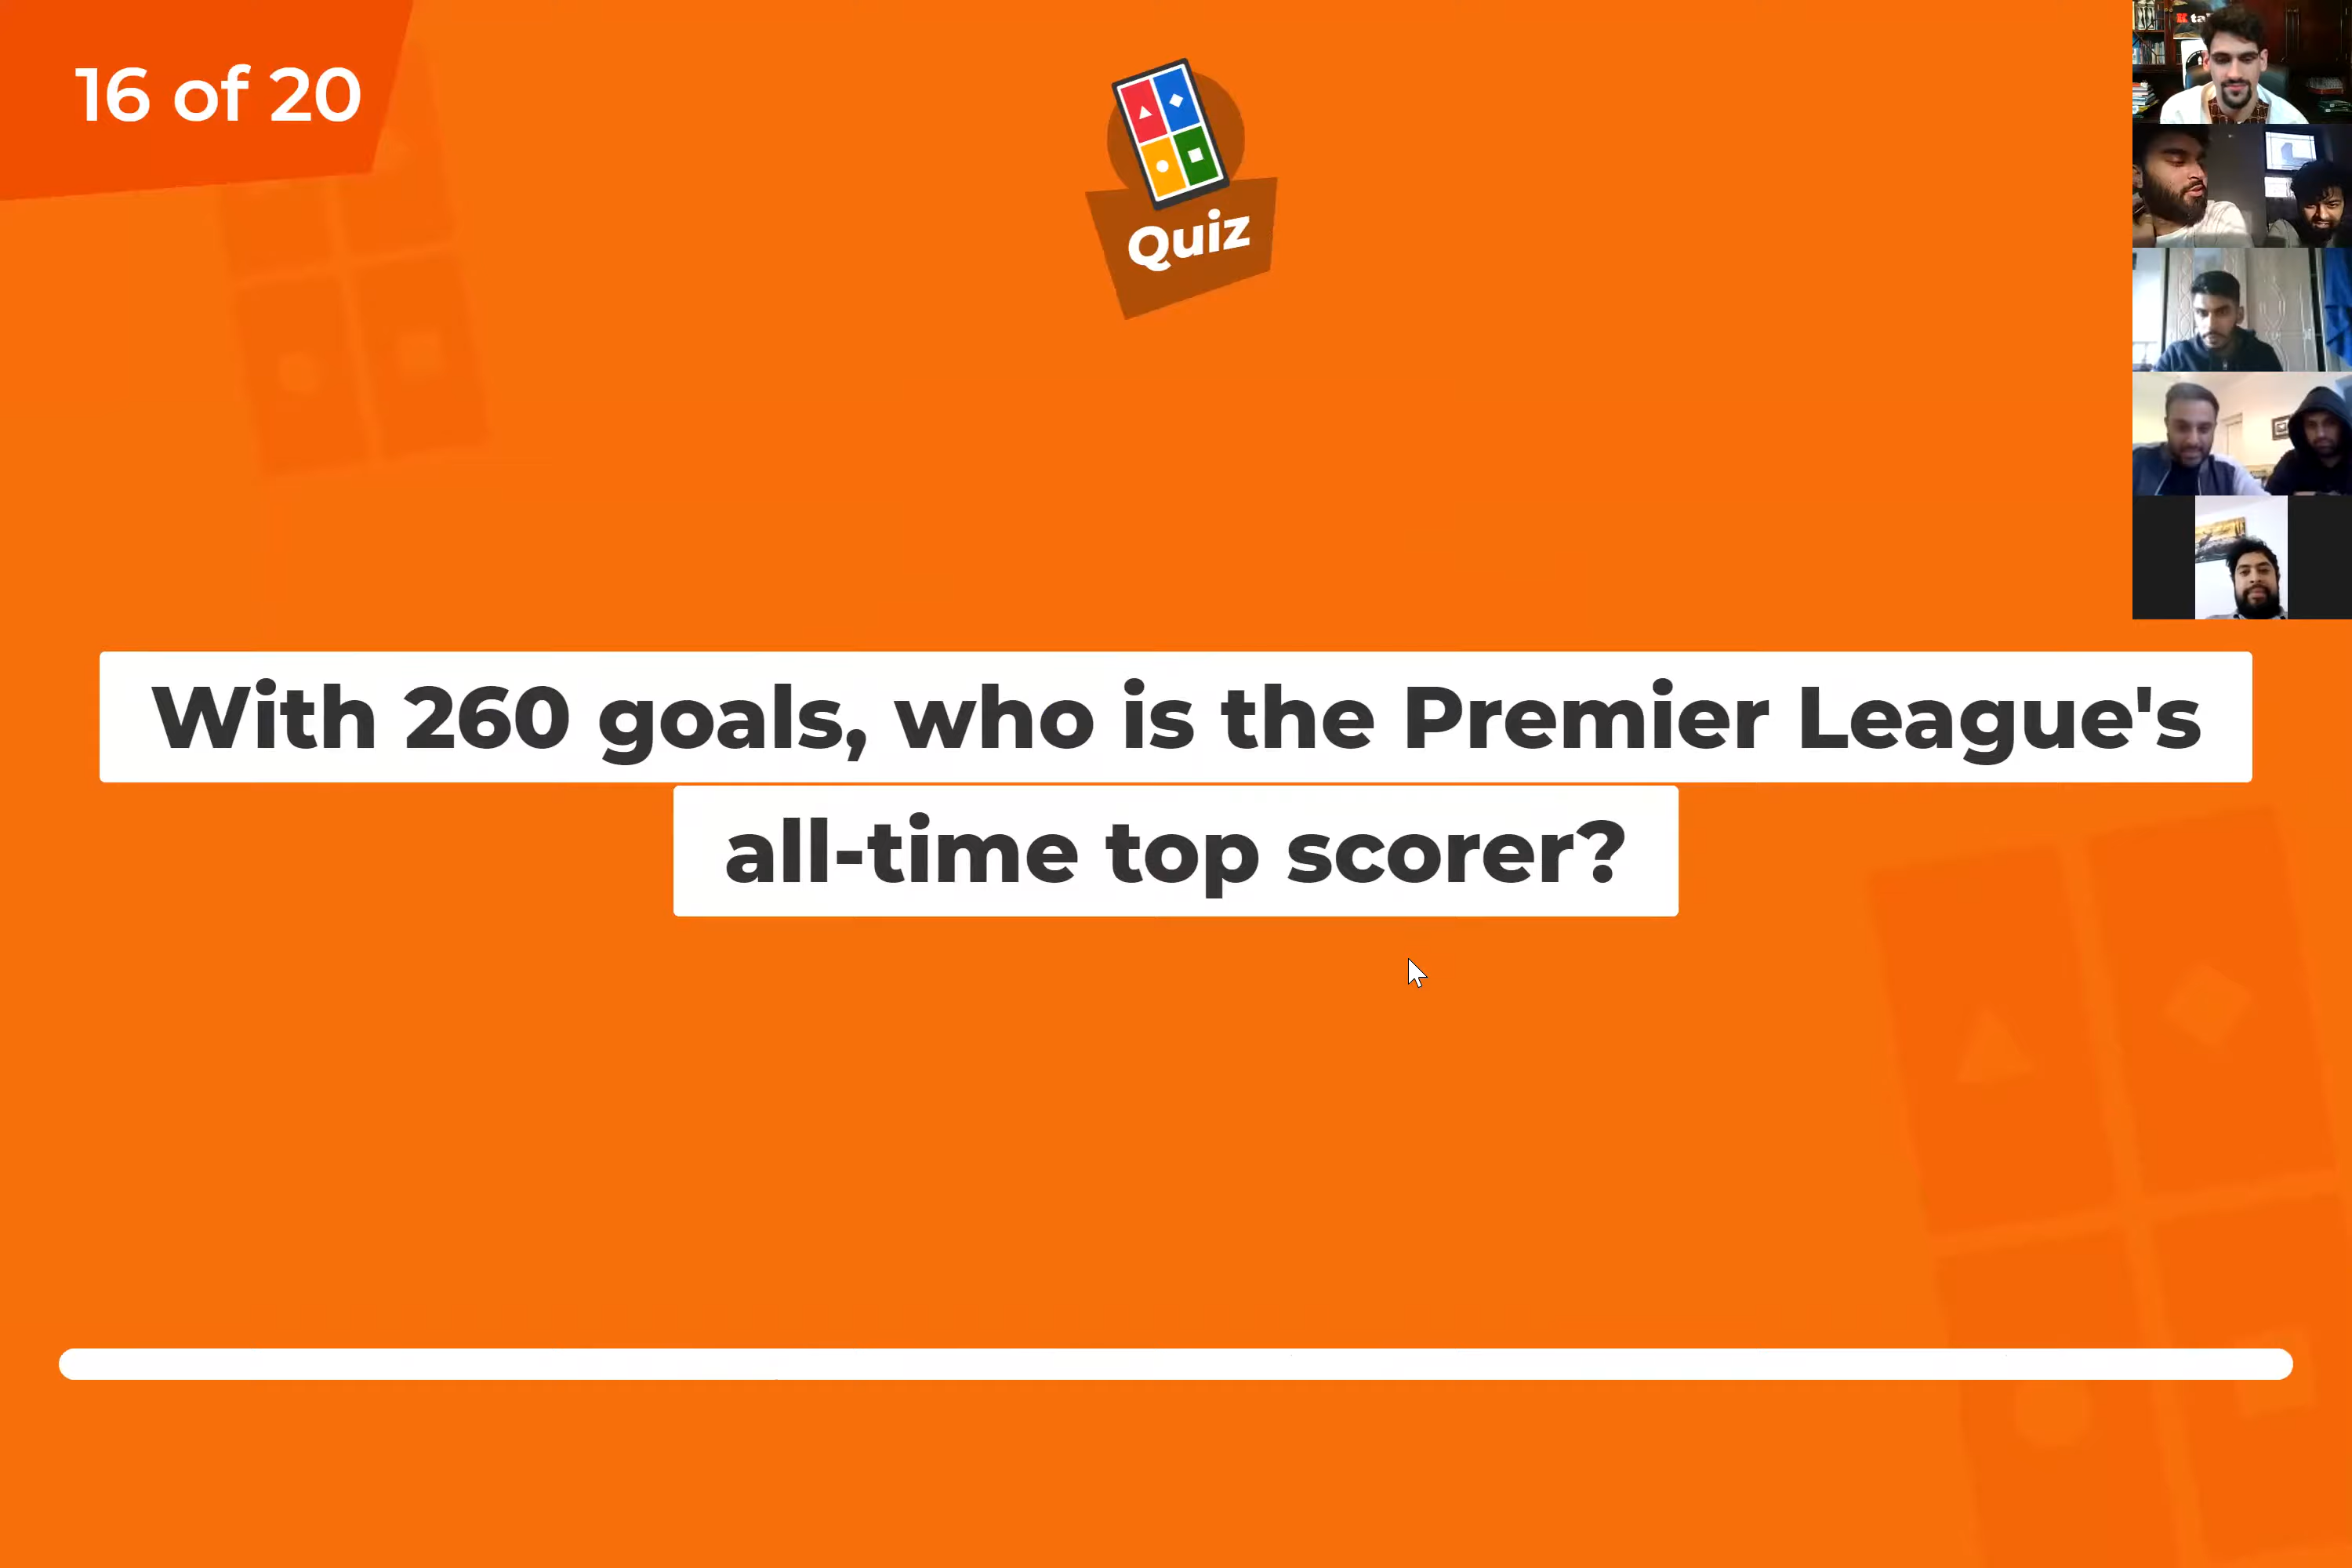 16 of 20
Quiz
With 260 goals, who is the Premier League's
all-time top scorer?